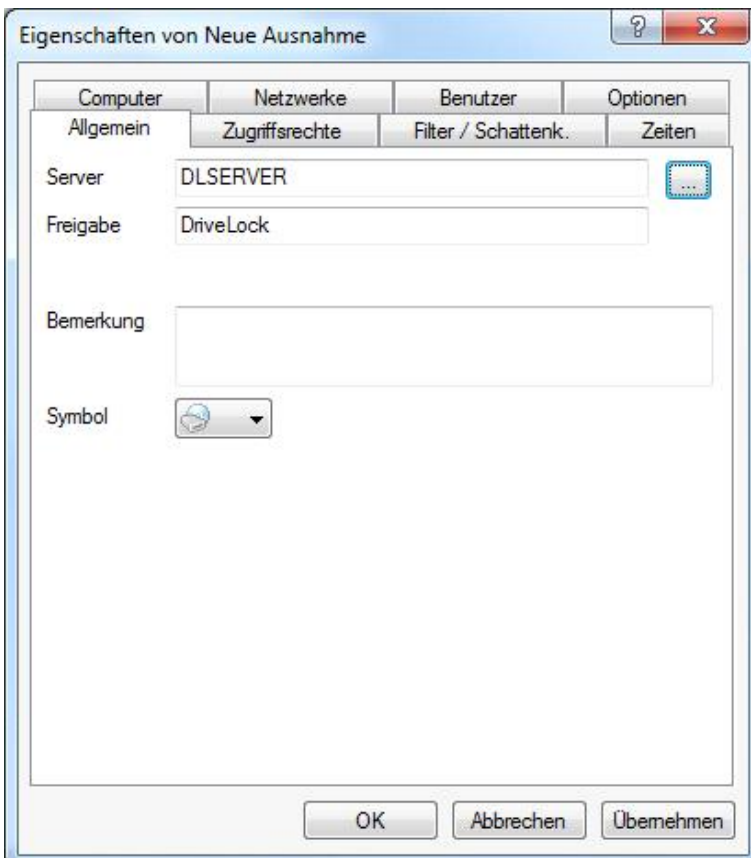 Eigenschaften von Neue Ausnahme
Computer Netzwerke Benutzer Optionen
Allgemein Zugriffsrechte Filter / Schattenk. Zeiten
Server DLSERVER ...
Freigabe DriveLock
Bemerkung
Symbol
OK Abbrechen Übernehmen